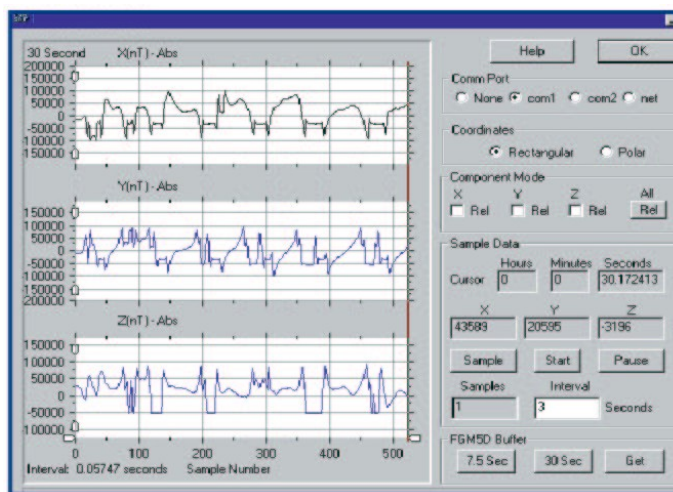 30 Second X(nT) - Abs
200000
150000
100000
50000
0
-50000
-100000
-150000
Y(nT) - Abs
150000
100000
50000
0
-50000
-100000
-150000
-200000
Z(nT) - Abs
150000
100000
50000
0
-50000
-100000
0 100 200 300 400 500
Interval: 0.05747 seconds Sample Number
Help OK
Comm Port
None com1 com2 net
Coordinates
Rectangular Polar
Component Mode
X Y Z All
Rel Rel Rel Rel
Sample Data
Hours Minutes Seconds
Cursor 0 0 30.172413
X Y Z
43589 20595 -3196
Sample Start Pause
Samples Interval
1 3 Seconds
FGM5D Buffer
7.5 Sec 30 Sec Get